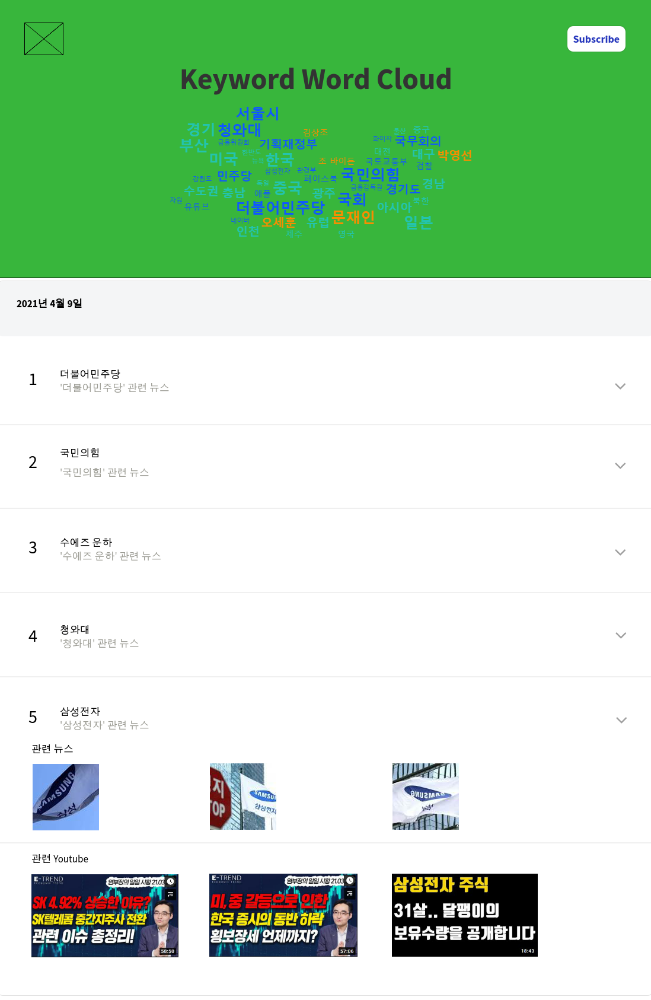 Subscribe
Keyword Word Cloud
서울시
경기 청와대 김상조 울산 중구
부산 금융위원회 기획재정부 화이자 국무회의
미국 한국 조 바이든 대전 국토교통부 대구 박영선
뉴욕 검찰
강원도 민주당 삼성전자 환경부 페이스북 국민의힘
수도권 충남 애플 독일 중국 광주 금융감독원 경기도 경남
유튜브 더불어민주당 국회 아시아 북한
네이버 오세훈 유럽 문재인 일본
인천 제주 영국
2021년 4월 9일
1
더불어민주당
'더불어민주당' 관련 뉴스
2
국민의힘
'국민의힘' 관련 뉴스
3
수에즈 운하
'수에즈 운하' 관련 뉴스
4
청와대
'청와대' 관련 뉴스
5
삼성전자
'삼성전자' 관련 뉴스
관련 뉴스
SAMSUNG
삼성
지
TOP
SAMSUNG
삼성전자
SAMSUNG
관련 Youtube
E-TREND
ECONOMIC TREND
염부장의 일일 시황 21.03
SK 4.92% 상승한 이유?
SK텔레콤 중간지주사 전환
관련 이슈 총정리!
58:50
E-TREND
ECONOMIC TREND
염부장의 일일 시황 21.03
미, 중 갈등으로 인한
한국 증시의 동반 하락
횡보장세 언제까지?
57:06
삼성전자 주식
31살.. 달팽이의
보유수량을 공개합니다
18:43